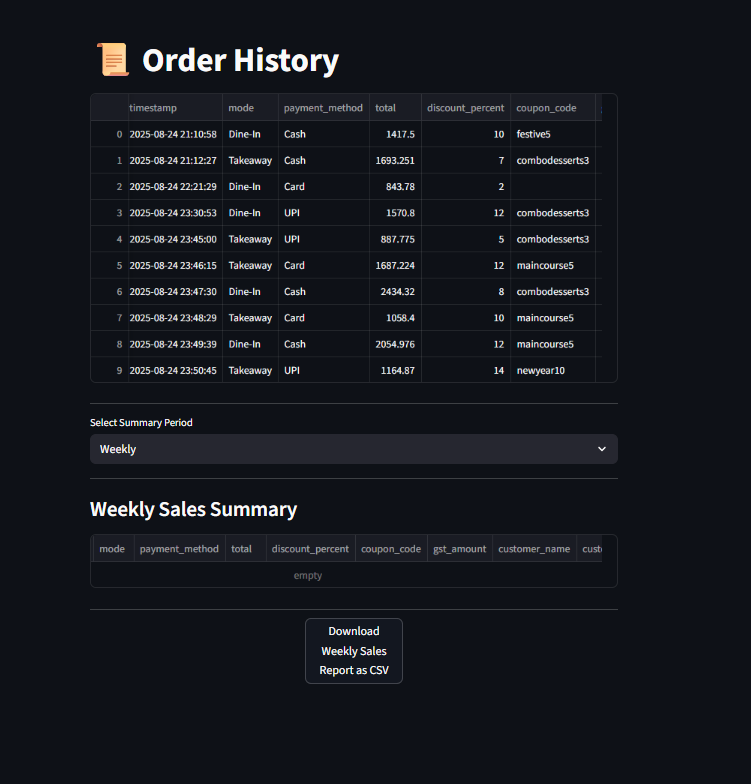 Order History
timestamp mode payment_method total discount_percent coupon_code
0 2025-08-24 21:10:58 Dine-In Cash 1417.5 10 festive5
1 2025-08-24 21:12:27 Takeaway Cash 1693.251 7 combodesserts3
2 2025-08-24 22:21:29 Dine-In Card 843.78 2
3 2025-08-24 23:30:53 Dine-In UPI 1570.8 12 combodesserts3
4 2025-08-24 23:45:00 Takeaway UPI 887.775 5 combodesserts3
5 2025-08-24 23:46:15 Takeaway Card 1687.224 12 maincourse5
6 2025-08-24 23:47:30 Dine-In Cash 2434.32 8 combodesserts3
7 2025-08-24 23:48:29 Takeaway Card 1058.4 10 maincourse5
8 2025-08-24 23:49:39 Dine-In Cash 2054.976 12 maincourse5
9 2025-08-24 23:50:45 Takeaway UPI 1164.87 14 newyear10
Select Summary Period
Weekly
Weekly Sales Summary
mode payment_method total discount_percent coupon_code gst_amount customer_name custo
empty
Download
Weekly Sales
Report as CSV